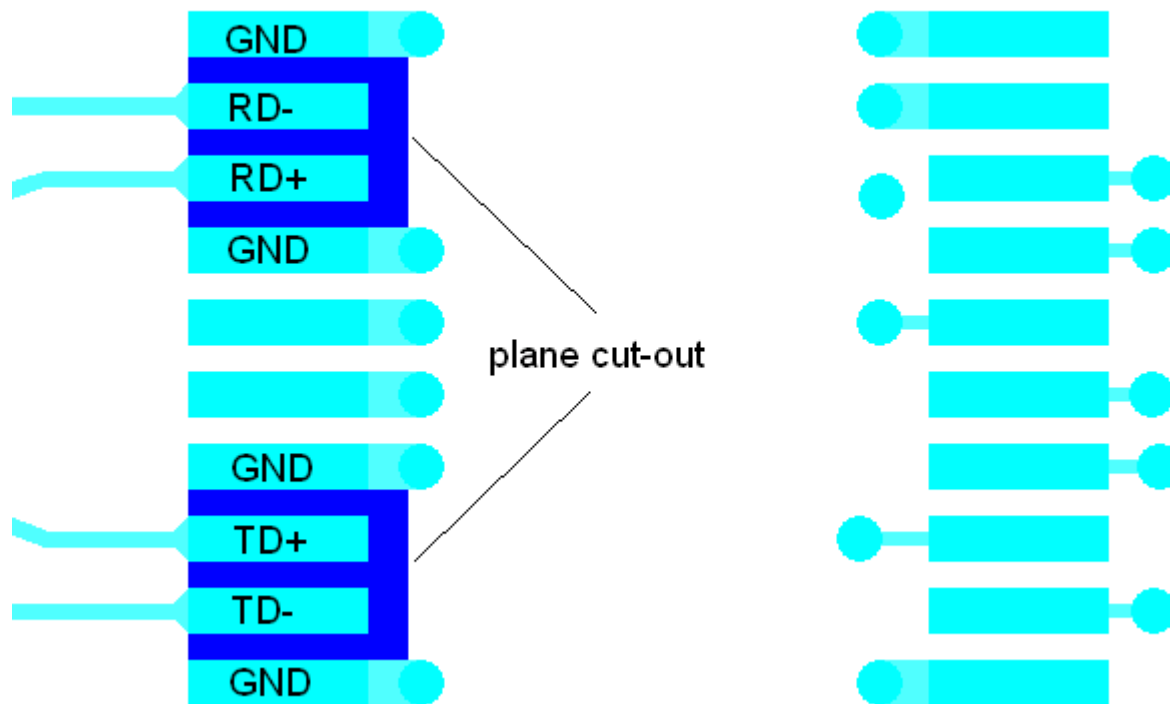 GND
RD-
RD+
GND
plane cut-out
GND
TD+
TD-
GND